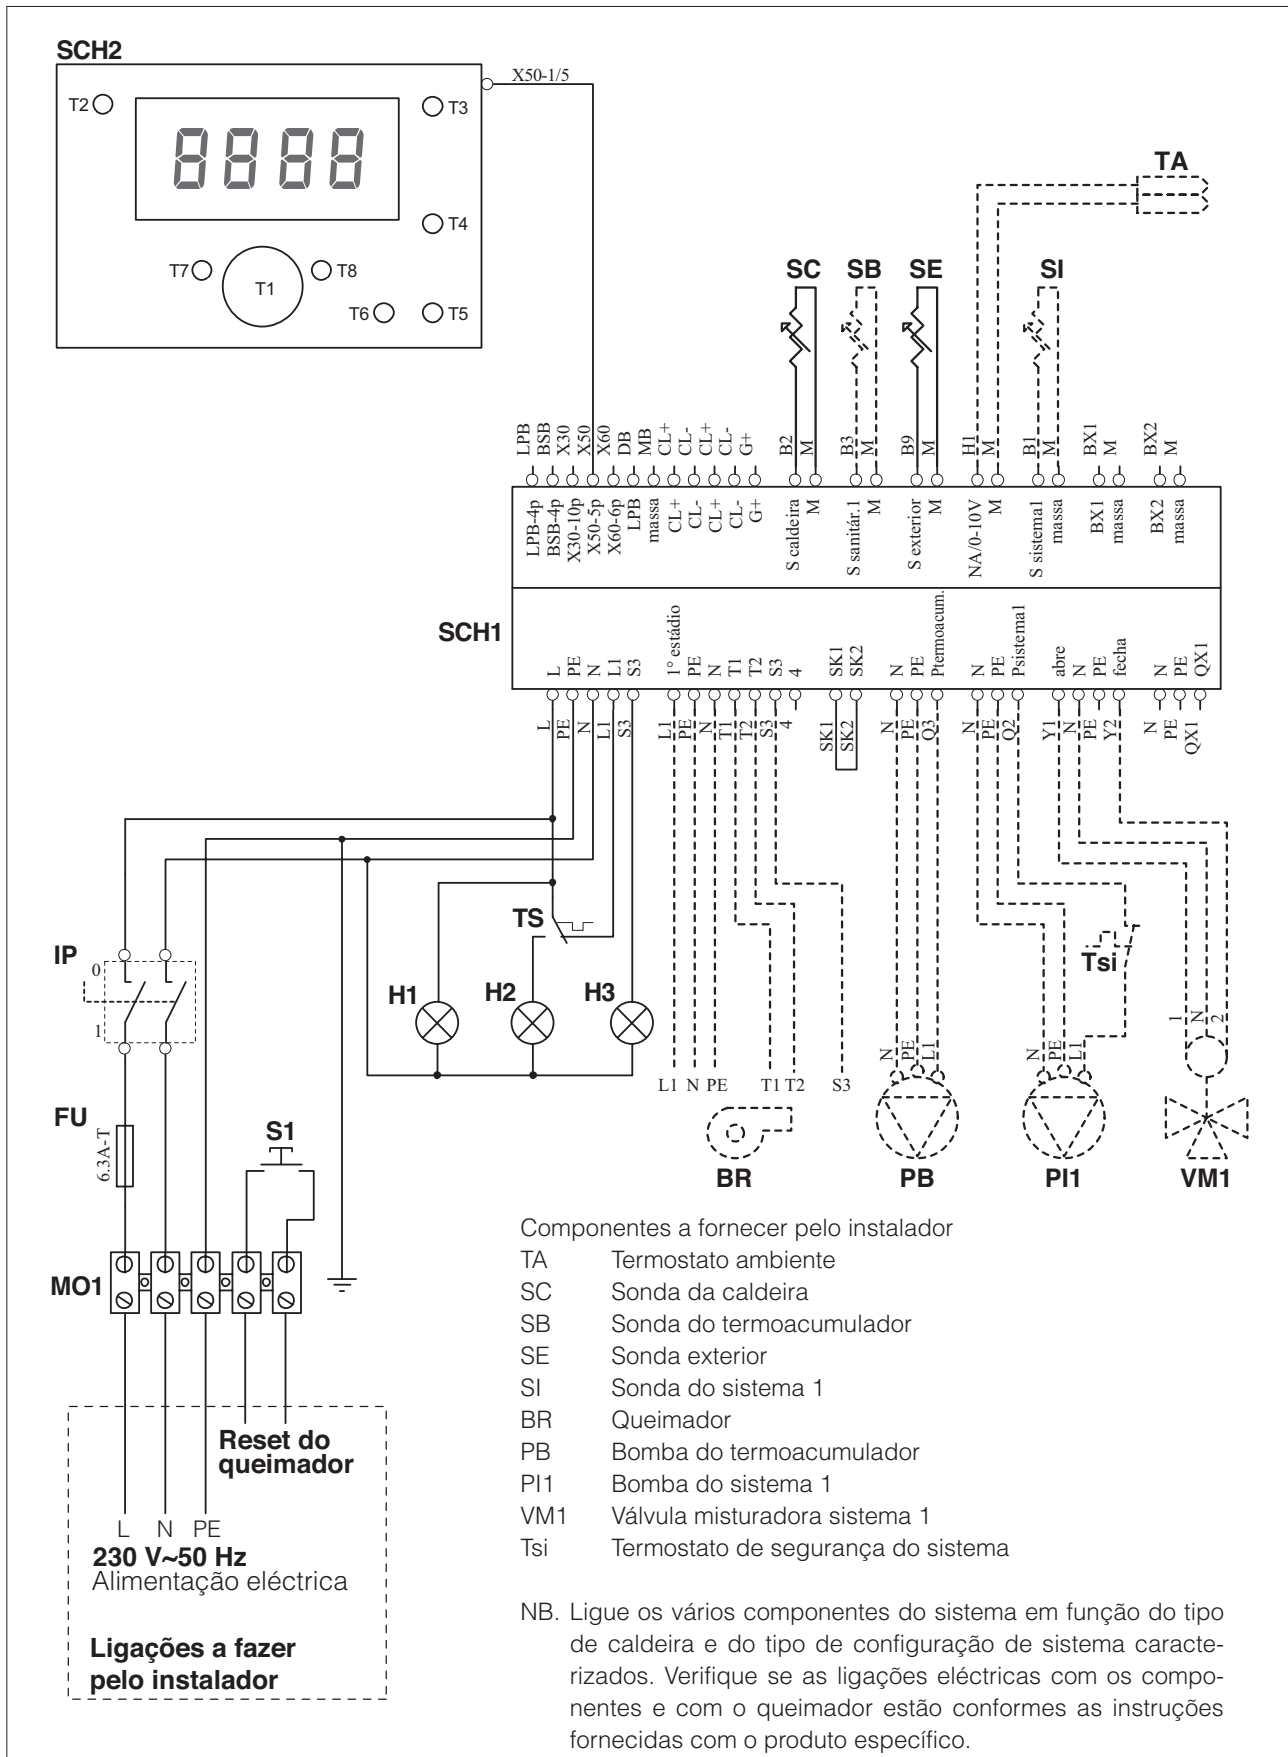 SCH2
X50-1/5
T2
T3
T4
T7
T8
T1
T6
T5
TA
SC SB SE SI
LPB BSB X30 X50 X60 DB MB CL+ CL- CL+ CL- G+ B2 M B3 M B9 M H1 M B1 M BX1 M BX2 M
LPB-4p BSB-4p X30-10p X50-5p X60-6p LPB massa CL+ CL- CL+ CL- G+ S caldeira M S sanitár.1 M S exterior M NA/0-10V M S sistema1 massa BX1 massa BX2 massa
SCH1
L PE N L1 S3 1° estádio PE N T1 T2 S3 4 SK1 SK2 N PE Ptermoacum. N PE Psistema1 abre N PE fecha N PE QX1
L PE N L1 S3 L1 PE N T1 T2 S3 4 SK1 SK2 N PE Q3 N PE Q2 Y1 N PE Y2 N PE QX1
TS
IP
0
1
Tsi
H1 H2 H3
1 N 2
N PE L1
N PE L1
L1 N PE T1 T2 S3
FU
6.3A-T
S1
BR PB PI1 VM1
MO1
Reset do
queimador
L N PE
230 V~50 Hz
Alimentação eléctrica
Ligações a fazer
pelo instalador
Componentes a fornecer pelo instalador
TA Termostato ambiente
SC Sonda da caldeira
SB Sonda do termoacumulador
SE Sonda exterior
SI Sonda do sistema 1
BR Queimador
PB Bomba do termoacumulador
PI1 Bomba do sistema 1
VM1 Válvula misturadora sistema 1
Tsi Termostato de segurança do sistema
NB. Ligue os vários componentes do sistema em função do tipo
de caldeira e do tipo de configuração de sistema caracte-
rizados. Verifique se as ligações eléctricas com os compo-
nentes e com o queimador estão conformes as instruções
fornecidas com o produto específico.